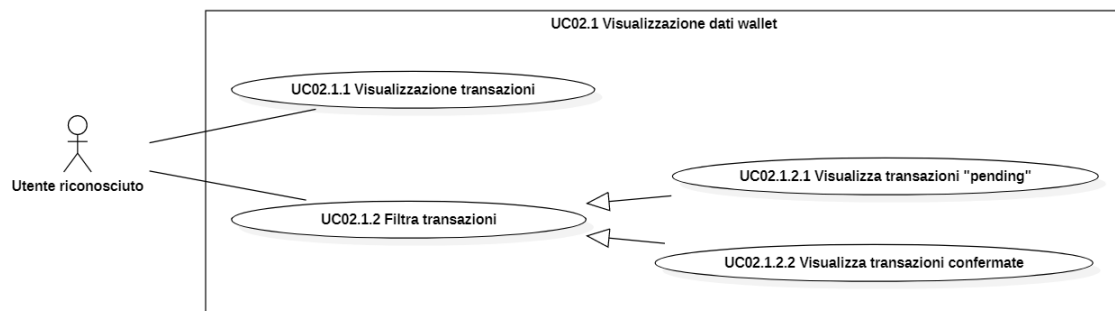 UC02.1 Visualizzazione dati wallet
UC02.1.1 Visualizzazione transazioni
Utente riconosciuto
UC02.1.2.1 Visualizza transazioni "pending"
UC02.1.2 Filtra transazioni
UC02.1.2.2 Visualizza transazioni confermate